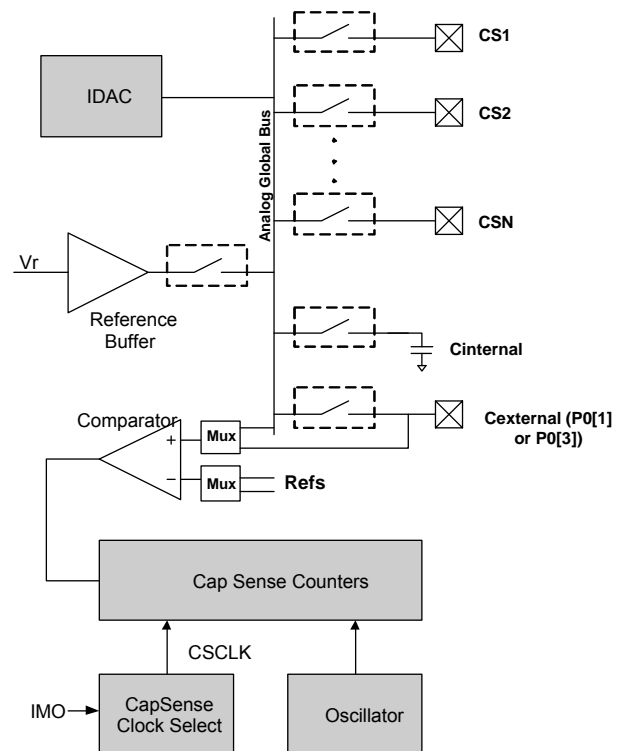 CS1
IDAC
CS2
Analog Global Bus
CSN
Vr
Reference
Buffer
Cinternal
Comparator
+
Mux
Cexternal (P0[1]
or P0[3])
−
Mux
Refs
Cap Sense Counters
CSCLK
IMO
CapSense
Clock Select
Oscillator